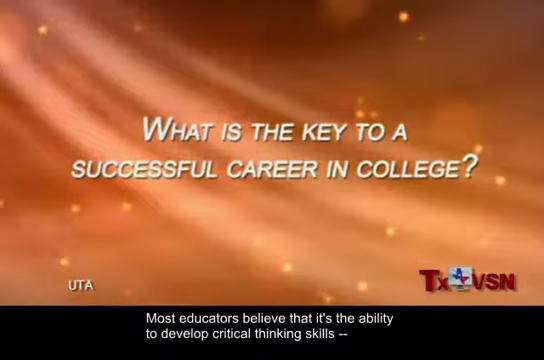 WHAT IS THE KEY TO A
SUCCESSFUL CAREER IN COLLEGE?
UTA
TxVSN
Most educators believe that it's the ability
to develop critical thinking skills --